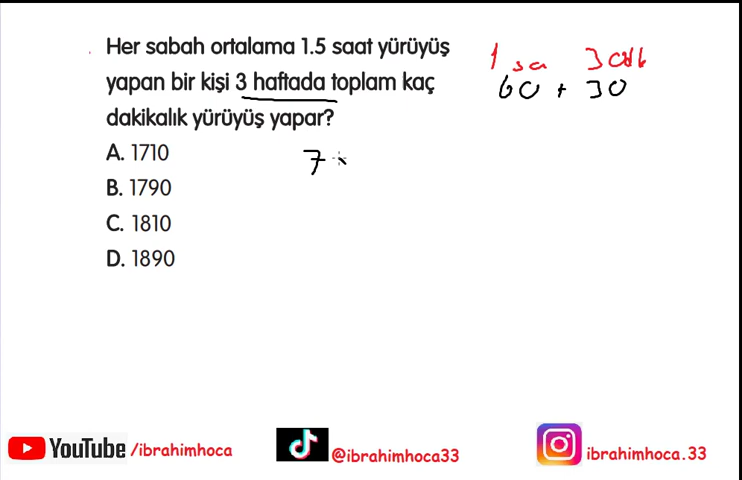 Her sabah ortalama 1.5 saat yürüyüş
yapan bir kişi 3 haftada toplam kaç
dakikalık yürüyüş yapar?
A. 1710
B. 1790
C. 1810
D. 1890
1 sa
60 + 30
7 x
YouTube /ibrahimhoca
@ibrahimhoca33
ibrahimhoca.33